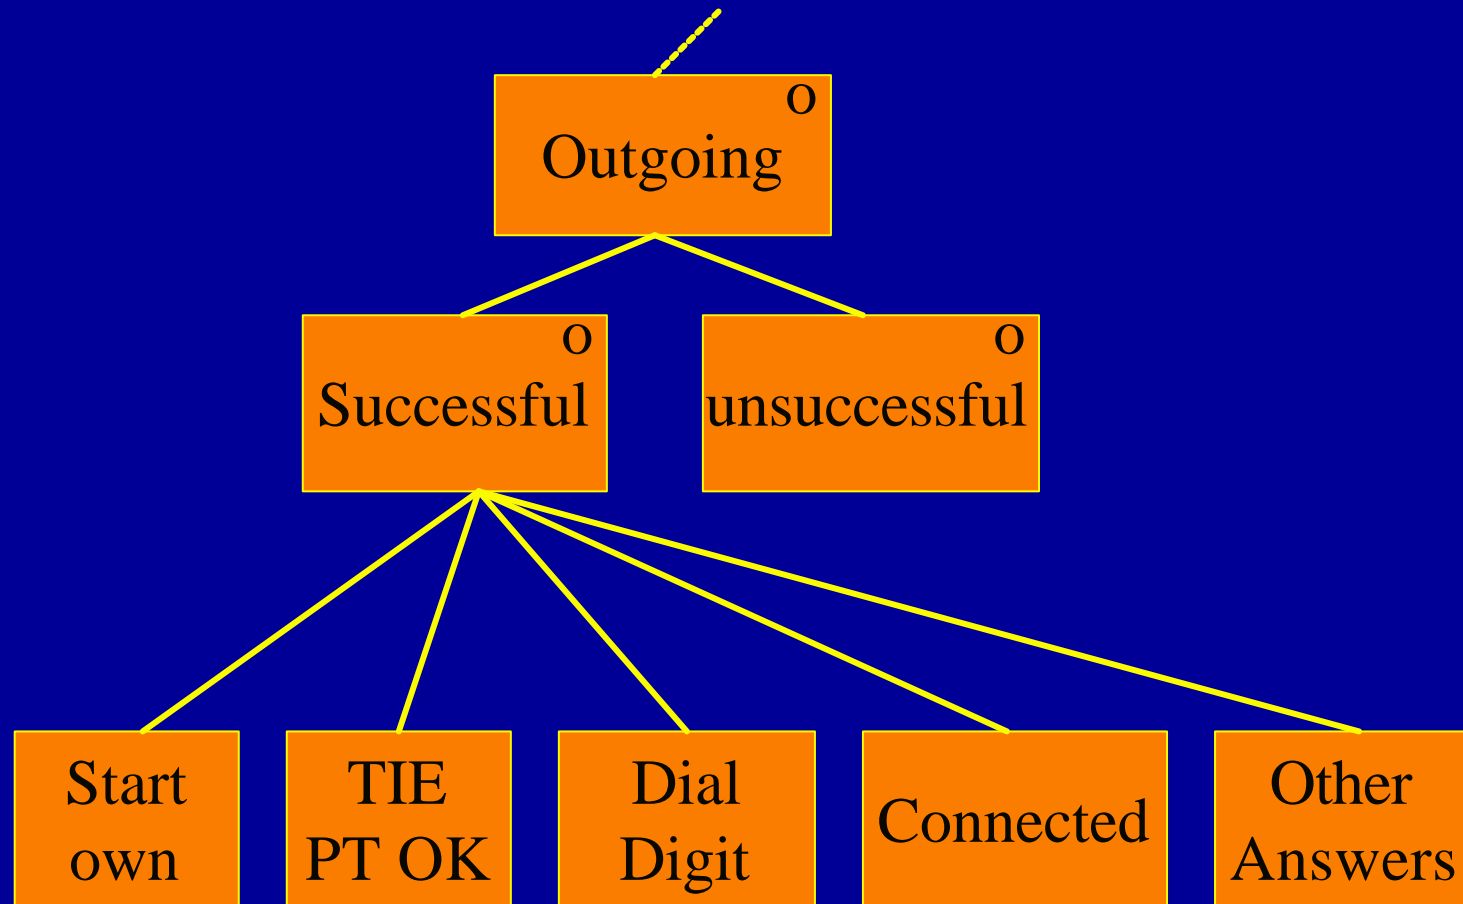 o
Outgoing
o
Successful
o
unsuccessful
Start
own
TIE
PT OK
Dial
Digit
Connected
Other
Answers